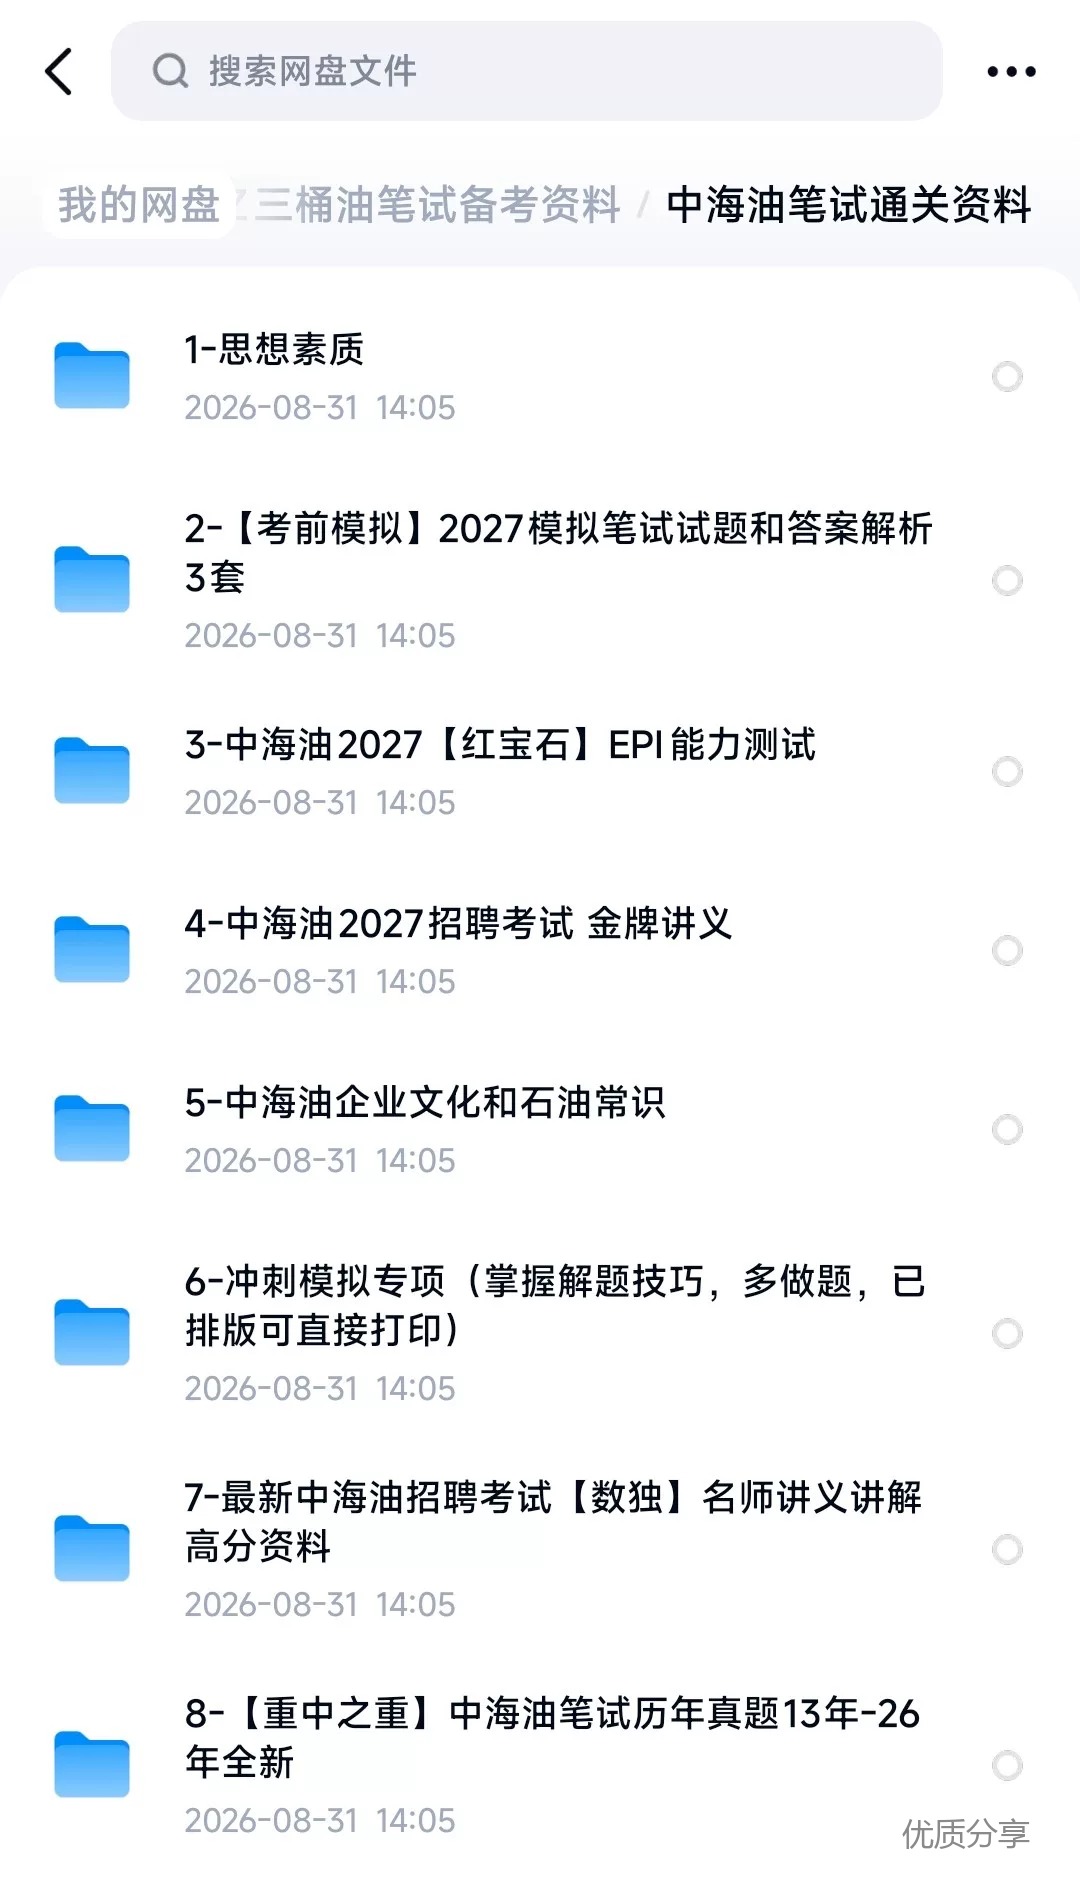 搜索网盘文件
我的网盘 三桶油笔试备考资料 / 中海油笔试通关资料
1-思想素质
2026-08-31 14:05
2-【考前模拟】2027模拟笔试试题和答案解析
3套
2026-08-31 14:05
3-中海油2027【红宝石】EPI能力测试
2026-08-31 14:05
4-中海油2027招聘考试 金牌讲义
2026-08-31 14:05
5-中海油企业文化和石油常识
2026-08-31 14:05
6-冲刺模拟专项（掌握解题技巧，多做题，已
排版可直接打印）
2026-08-31 14:05
7-最新中海油招聘考试【数独】名师讲义讲解
高分资料
2026-08-31 14:05
8-【重中之重】中海油笔试历年真题13年-26
年全新
2026-08-31 14:05
优质分享